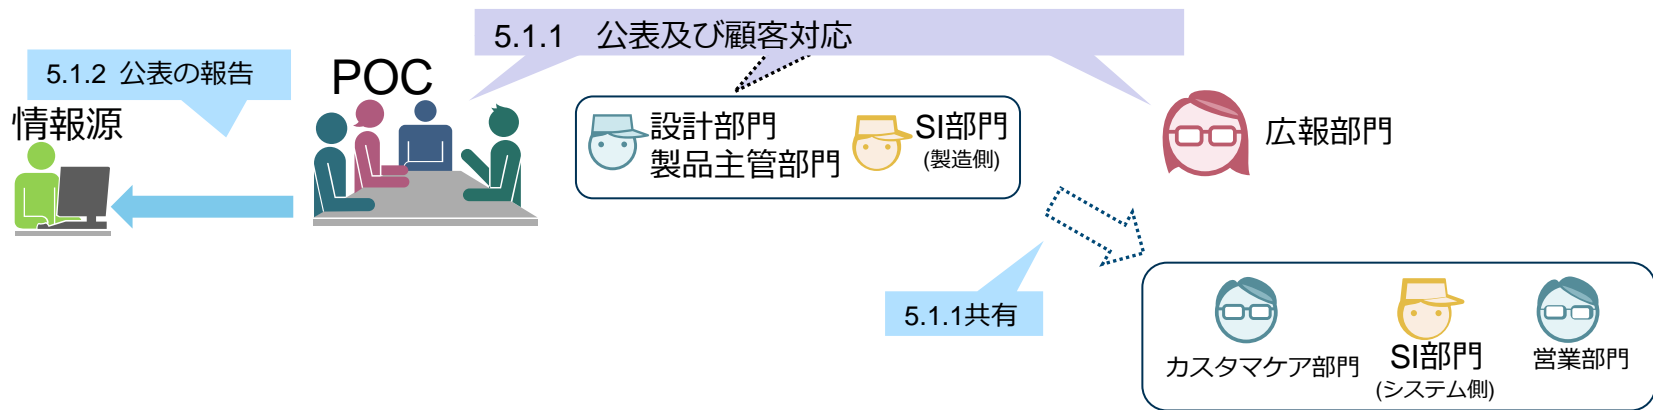 5.1.1 公表及び顧客対応
5.1.2 公表の報告
POC
情報源
設計部門
製品主管部門
SI部門
(製造側)
広報部門
5.1.1共有
カスタマケア部門
SI部門
(システム側)
営業部門